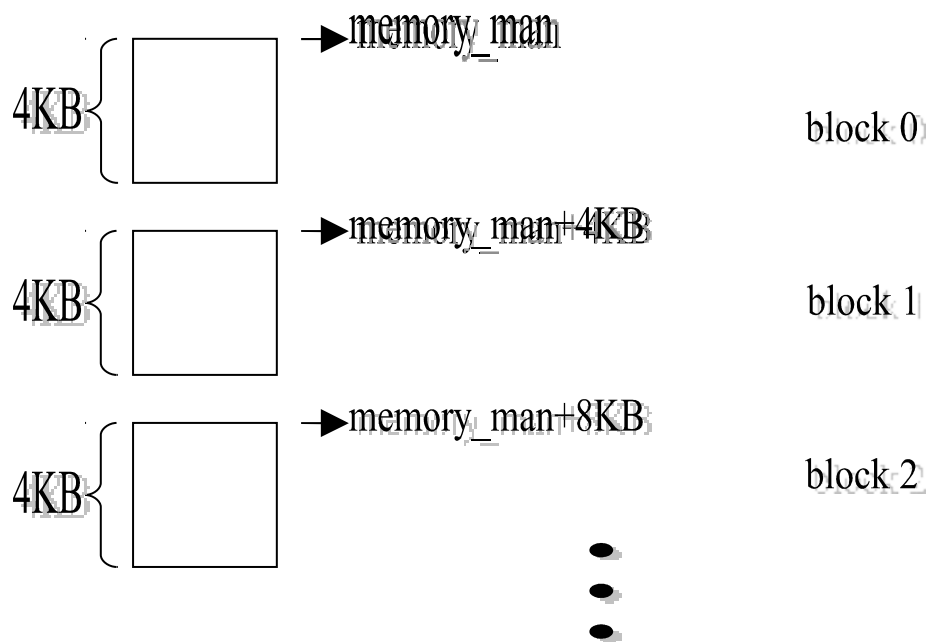 memory_man
4KB
block 0
memory_man+4KB
4KB
block 1
memory_man+8KB
4KB
block 2